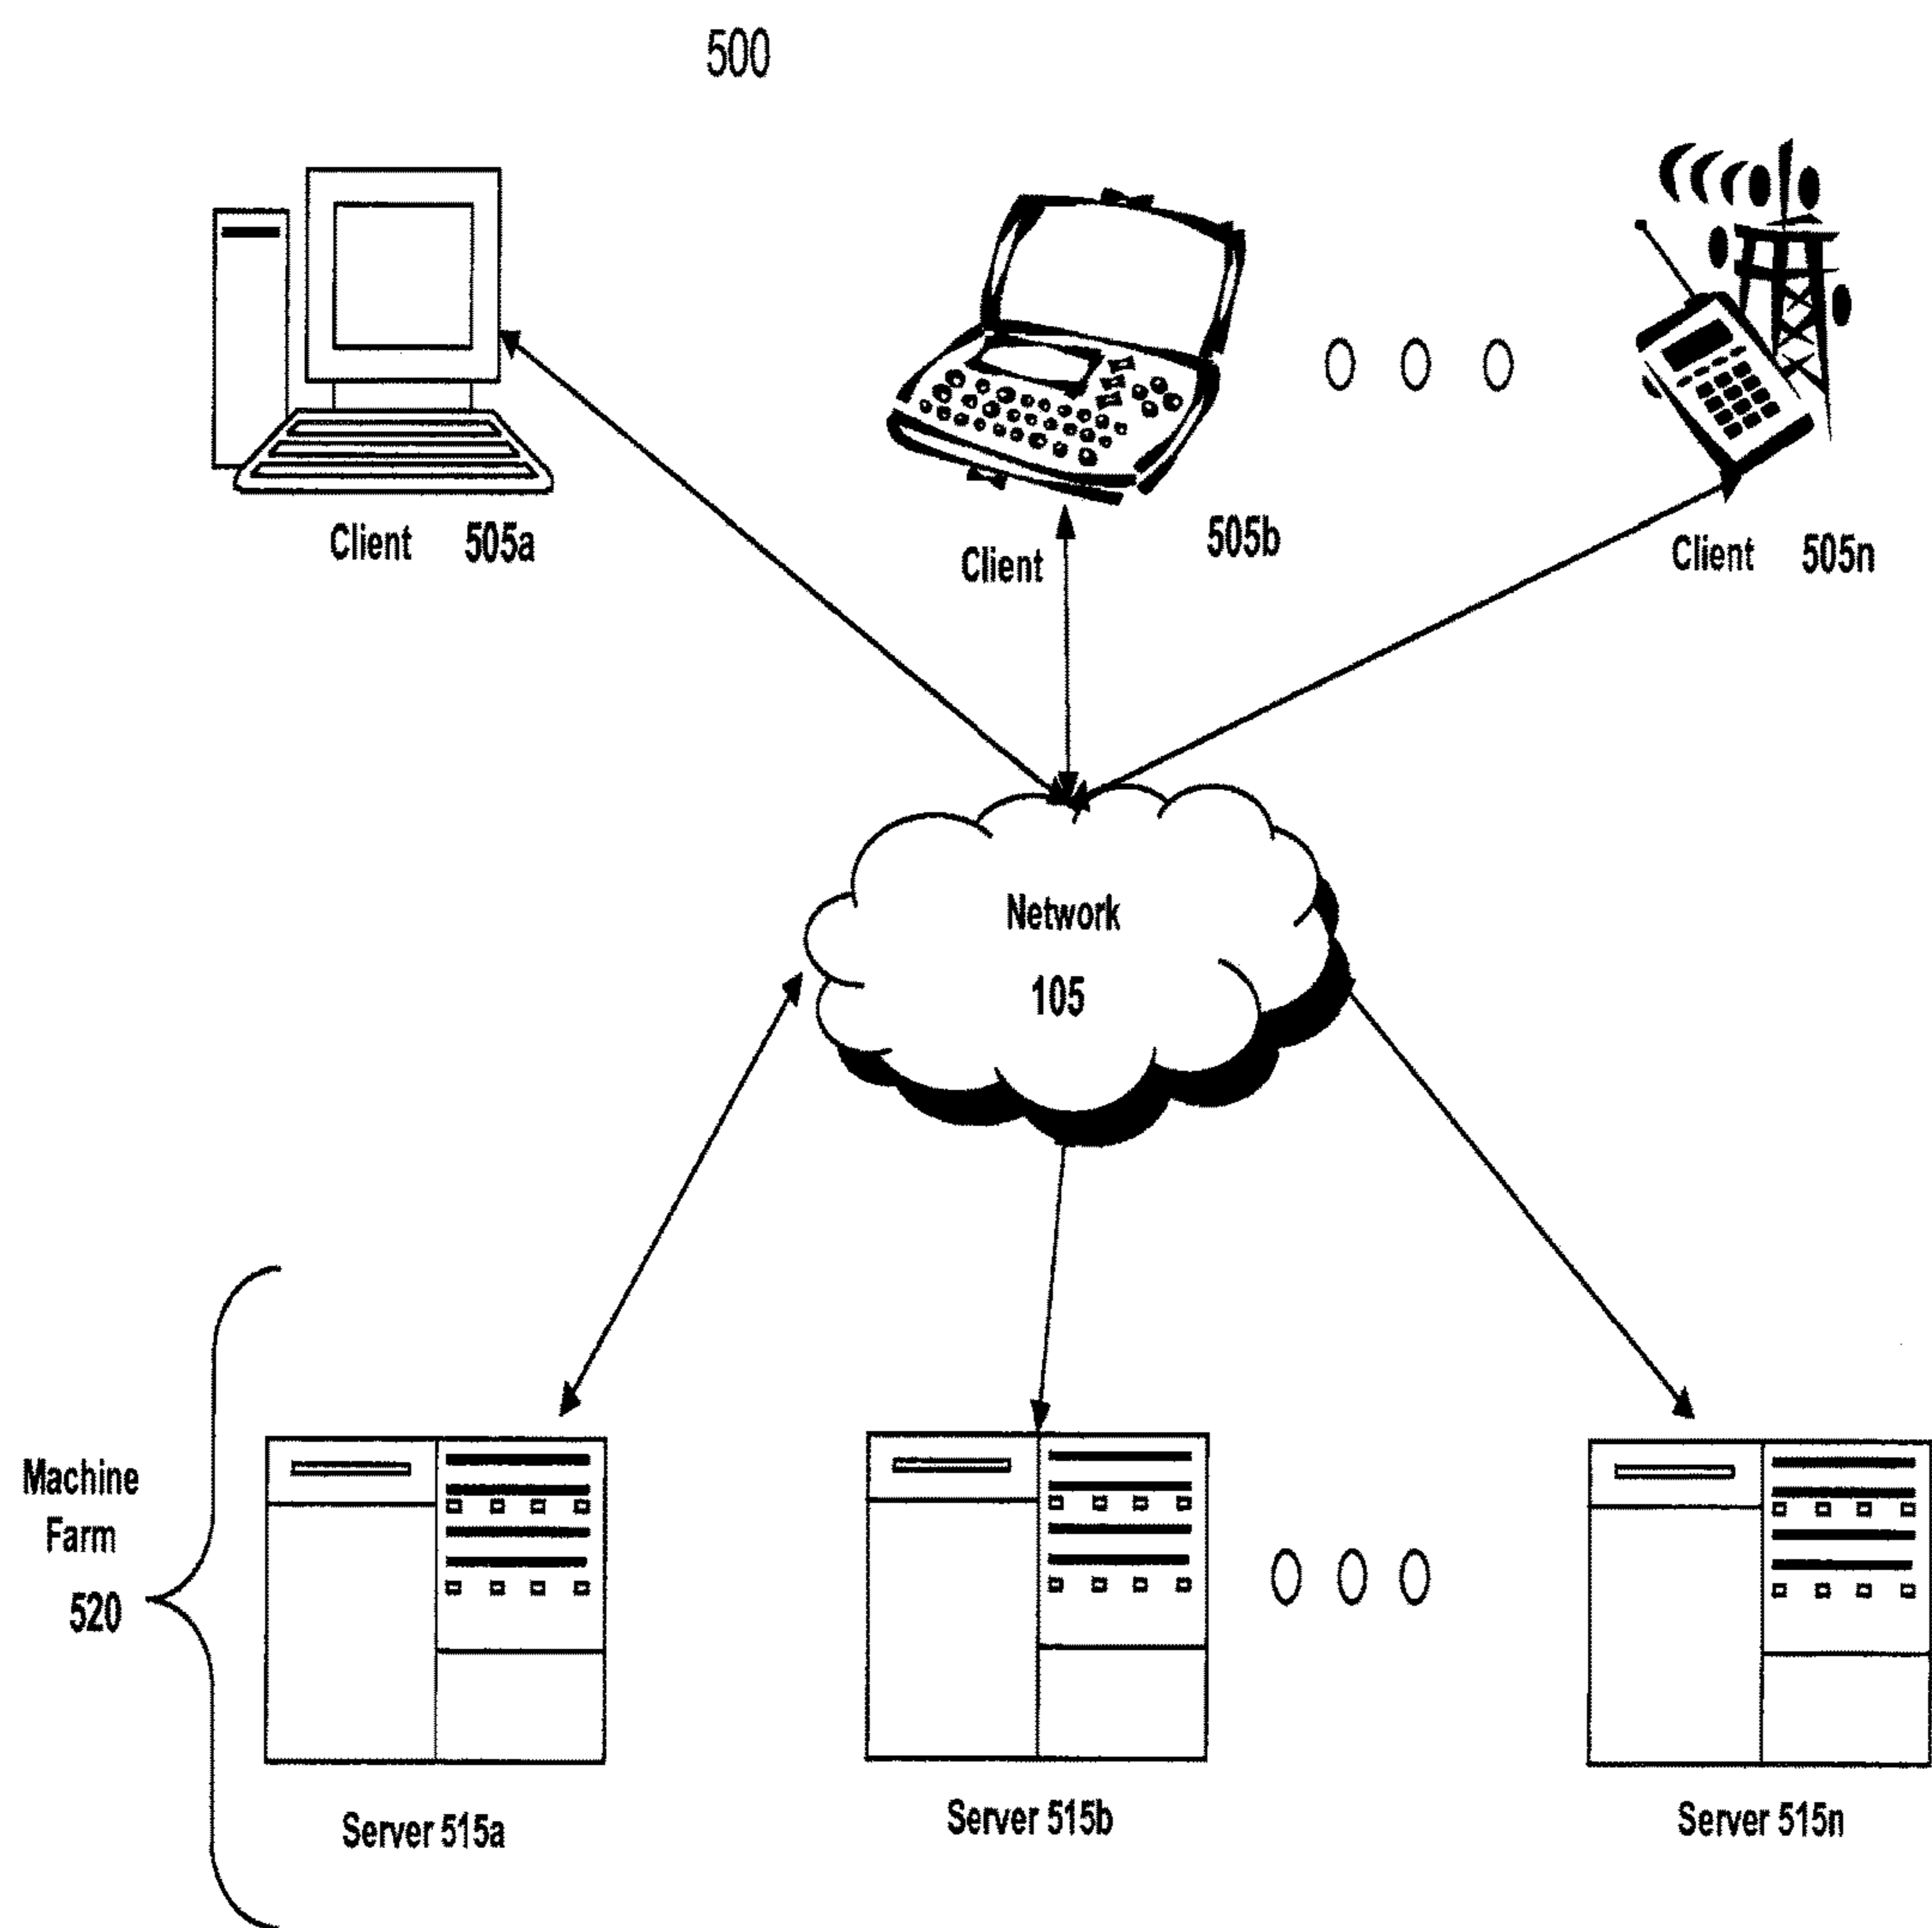 500
Client 505a
Client 505b
Client 505n
Network
105
Machine
Farm
520
Server 515a
Server 515b
Server 515n